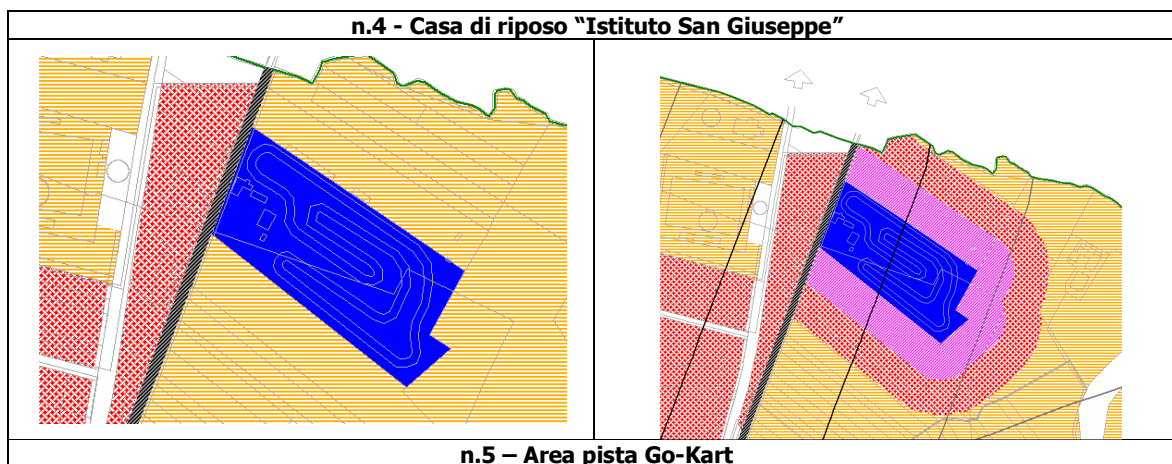 n.4 - Casa di riposo “Istituto San Giuseppe”
n.5 – Area pista Go-Kart